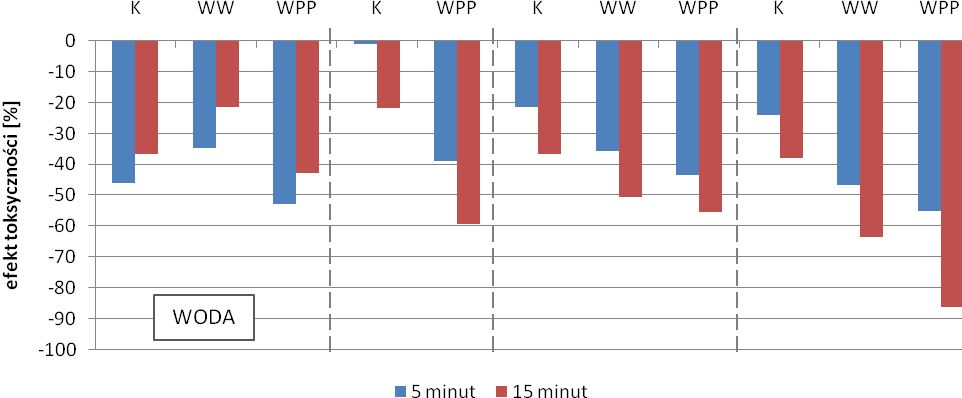 K WW WPP K WPP K WW WPP K WW WPP
0
-10
-20
-30
-40
-50
-60
-70
-80
-90
-100
efekt toksyczności [%]
WODA
5 minut 15 minut